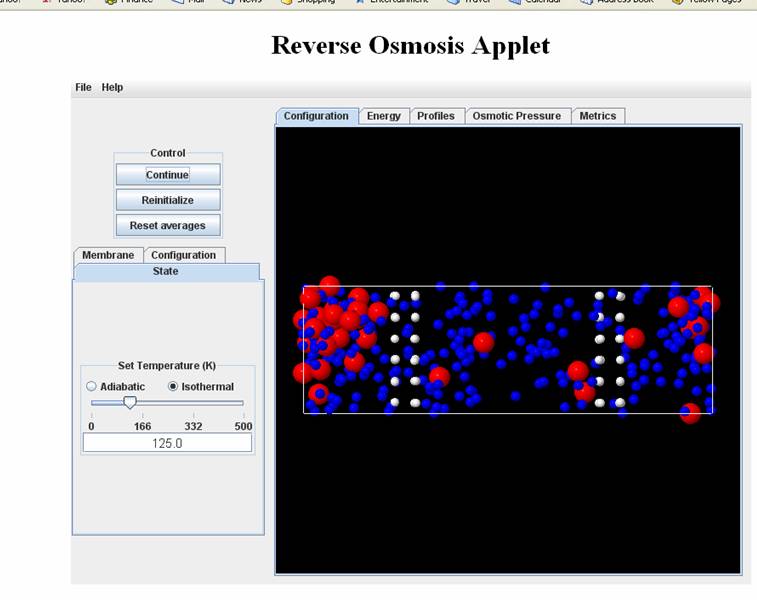 Yahoo! Finance Mail News Shopping Entertainment Travel Calendar Address Book Yellow Pages
Reverse Osmosis Applet
File Help
Configuration Energy Profiles Osmotic Pressure Metrics
Control
Continue
Reinitialize
Reset averages
Membrane Configuration
State
Set Temperature (K)
Adiabatic Isothermal
0 166 332 500
125.0